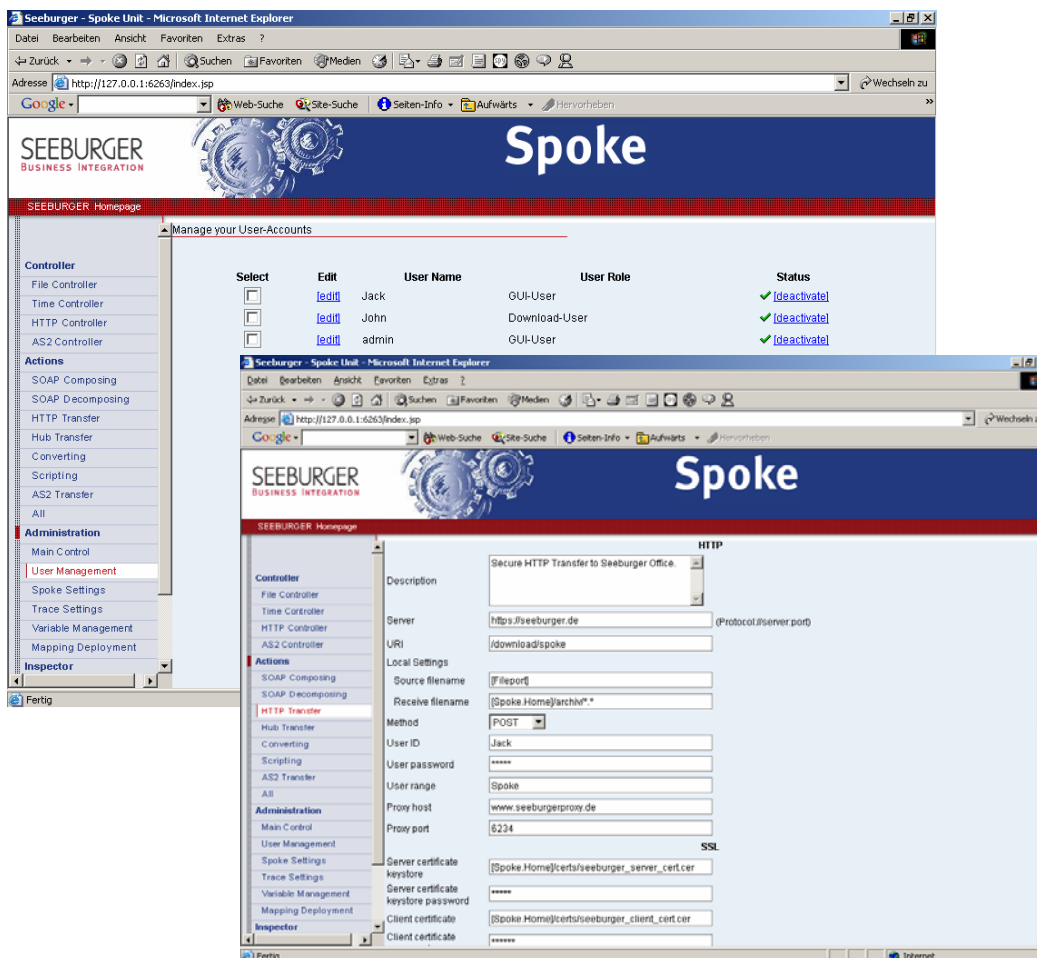 Seeburger - Spoke Unit - Microsoft Internet Explorer
Datei Bearbeiten Ansicht Favoriten Extras ?
Zurück Suchen Favoriten Medien
Adresse http://127.0.0.1:6263/index.jsp Wechseln zu
Google Web-Suche Site-Suche Seiten-Info Aufwärts Hervorheben »
SEEBURGER
BUSINESS INTEGRATION
Spoke
SEEBURGER Homepage
Manage your User-Accounts
Controller
File Controller
Time Controller
HTTP Controller
AS2 Controller
Actions
SOAP Composing
SOAP Decomposing
HTTP Transfer
Hub Transfer
Converting
Scripting
AS2 Transfer
All
Administration
Main Control
User Management
Spoke Settings
Trace Settings
Variable Management
Mapping Deployment
Inspector
Select Edit User Name User Role Status
[edit] Jack GUI-User [deactivate]
[edit] John Download-User [deactivate]
[edit] admin GUI-User [deactivate]
Fertig
Seeburger - Spoke Unit - Microsoft Internet Explorer
Datei Bearbeiten Ansicht Favoriten Extras ?
Zurück Suchen Favoriten Medien
Adresse http://127.0.0.1:6263/index.jsp Wechseln z
Google Web-Suche Site-Suche Seiten-Info Aufwärts Hervorheben
SEEBURGER
BUSINESS INTEGRATION
Spoke
SEEBURGER Homepage
Controller
File Controller
Time Controller
HTTP Controller
AS2 Controller
Actions
SOAP Composing
SOAP Decomposing
HTTP Transfer
Hub Transfer
Converting
Scripting
AS2 Transfer
All
Administration
Main Control
User Management
Spoke Settings
Trace Settings
Variable Management
Mapping Deployment
Inspector
HTTP
Description Secure HTTP Transfer to Seeburger Office.
Server https://seeburger.de (Protocol://server:port)
URI /download/spoke
Local Settings
Source filename [Fileport]
Receive filename [Spoke.Home]/archiv/*.*
Method POST
User ID Jack
User password *****
User range Spoke
Proxy host www.seeburgerproxy.de
Proxy port 6234
SSL
Server certificate
keystore [Spoke.Home]/certs/seeburger_server_cert.cer
Server certificate
keystore password *****
Client certificate [Spoke.Home]/certs/seeburger_client_cert.cer
Client certificate
******
Fertig Internet